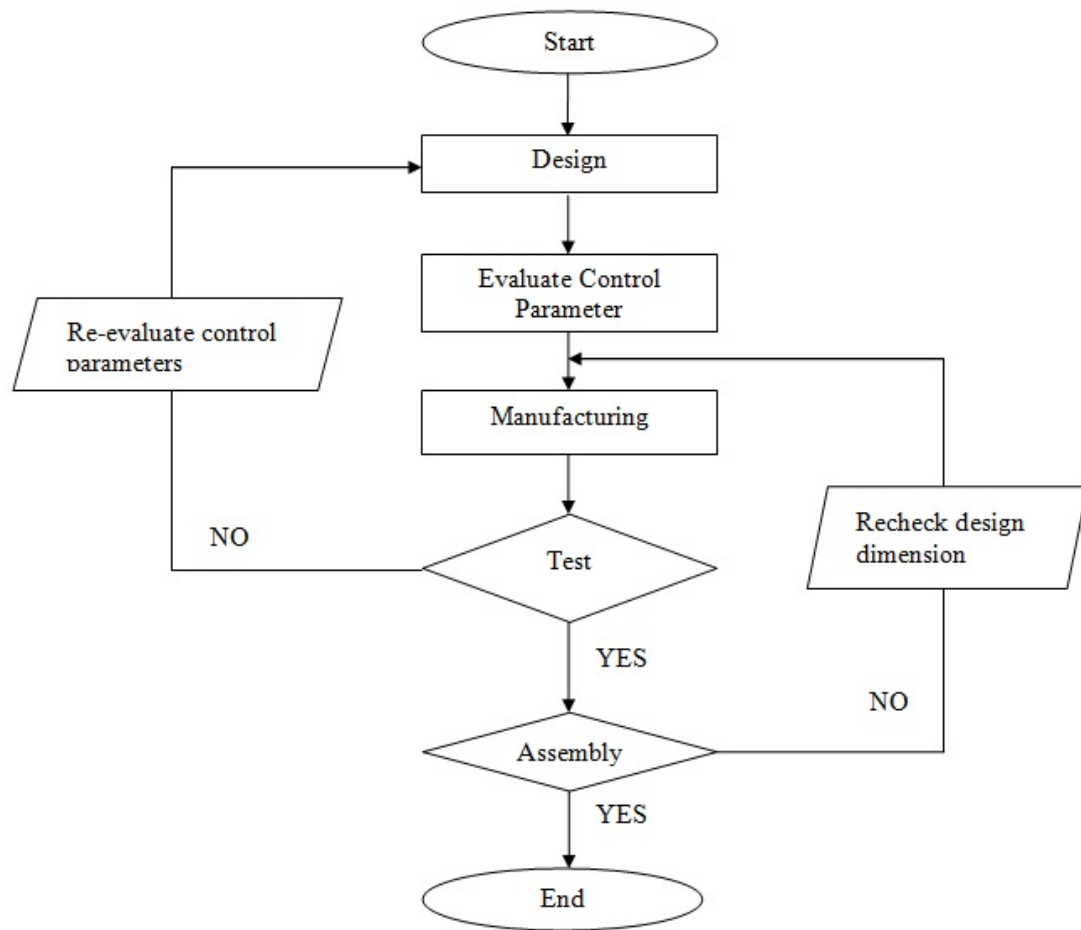 Start
Design
Evaluate Control
Parameter
Re-evaluate control
parameters
Manufacturing
Recheck design
dimension
NO
Test
YES
NO
Assembly
YES
End